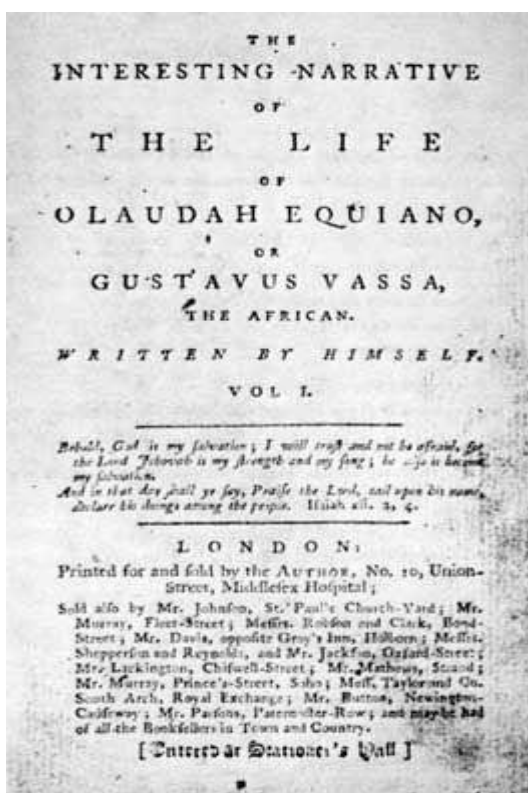 THE
INTERESTING NARRATIVE
OF
THE LIFE
OF
OLAUDAH EQUIANO,
OR
GUSTAVUS VASSA,
THE AFRICAN.
WRITTEN BY HIMSELF.
VOL I.
Behold, God is my salvation; I will trust and not be afraid, for
the Lord Jehovah is my strength and my song; he also is become
my salvation.
And in that day shall ye say, Praise the Lord, call upon his name,
declare his doings among the people. Isaiah xii. 2, 4.
LONDON:
Printed for and sold by the AUTHOR, No. 10, Union-
Street, Middlesex Hospital;
Sold also by Mr. Johnson, St. Paul's Church-Yard; Mr.
Murray, Fleet-Street; Messrs. Robson and Clark, Bond-
Street; Mr. Davis, opposite Gray's Inn, Holborn; Messrs.
Shepperson and Reynolds, and Mr. Jackson, Oxford-Street;
Mr. Lackington, Chiswell-Street; Mr. Mathews, Strand;
Mr. Murray, Prince's-Street, Soho; Mess. Taylor and Co.
South Arch, Royal Exchange; Mr. Button, Newington-
Causeway; Mr. Parsons, Paternoster-Row; and may be had
of all the Booksellers in Town and Country.
[Entered at Stationer's Hall]